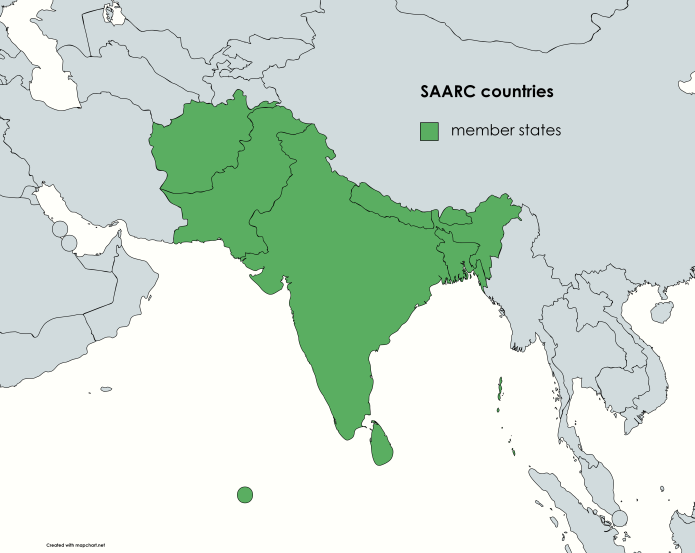 SAARC countries
member states
Created with mapchart.net